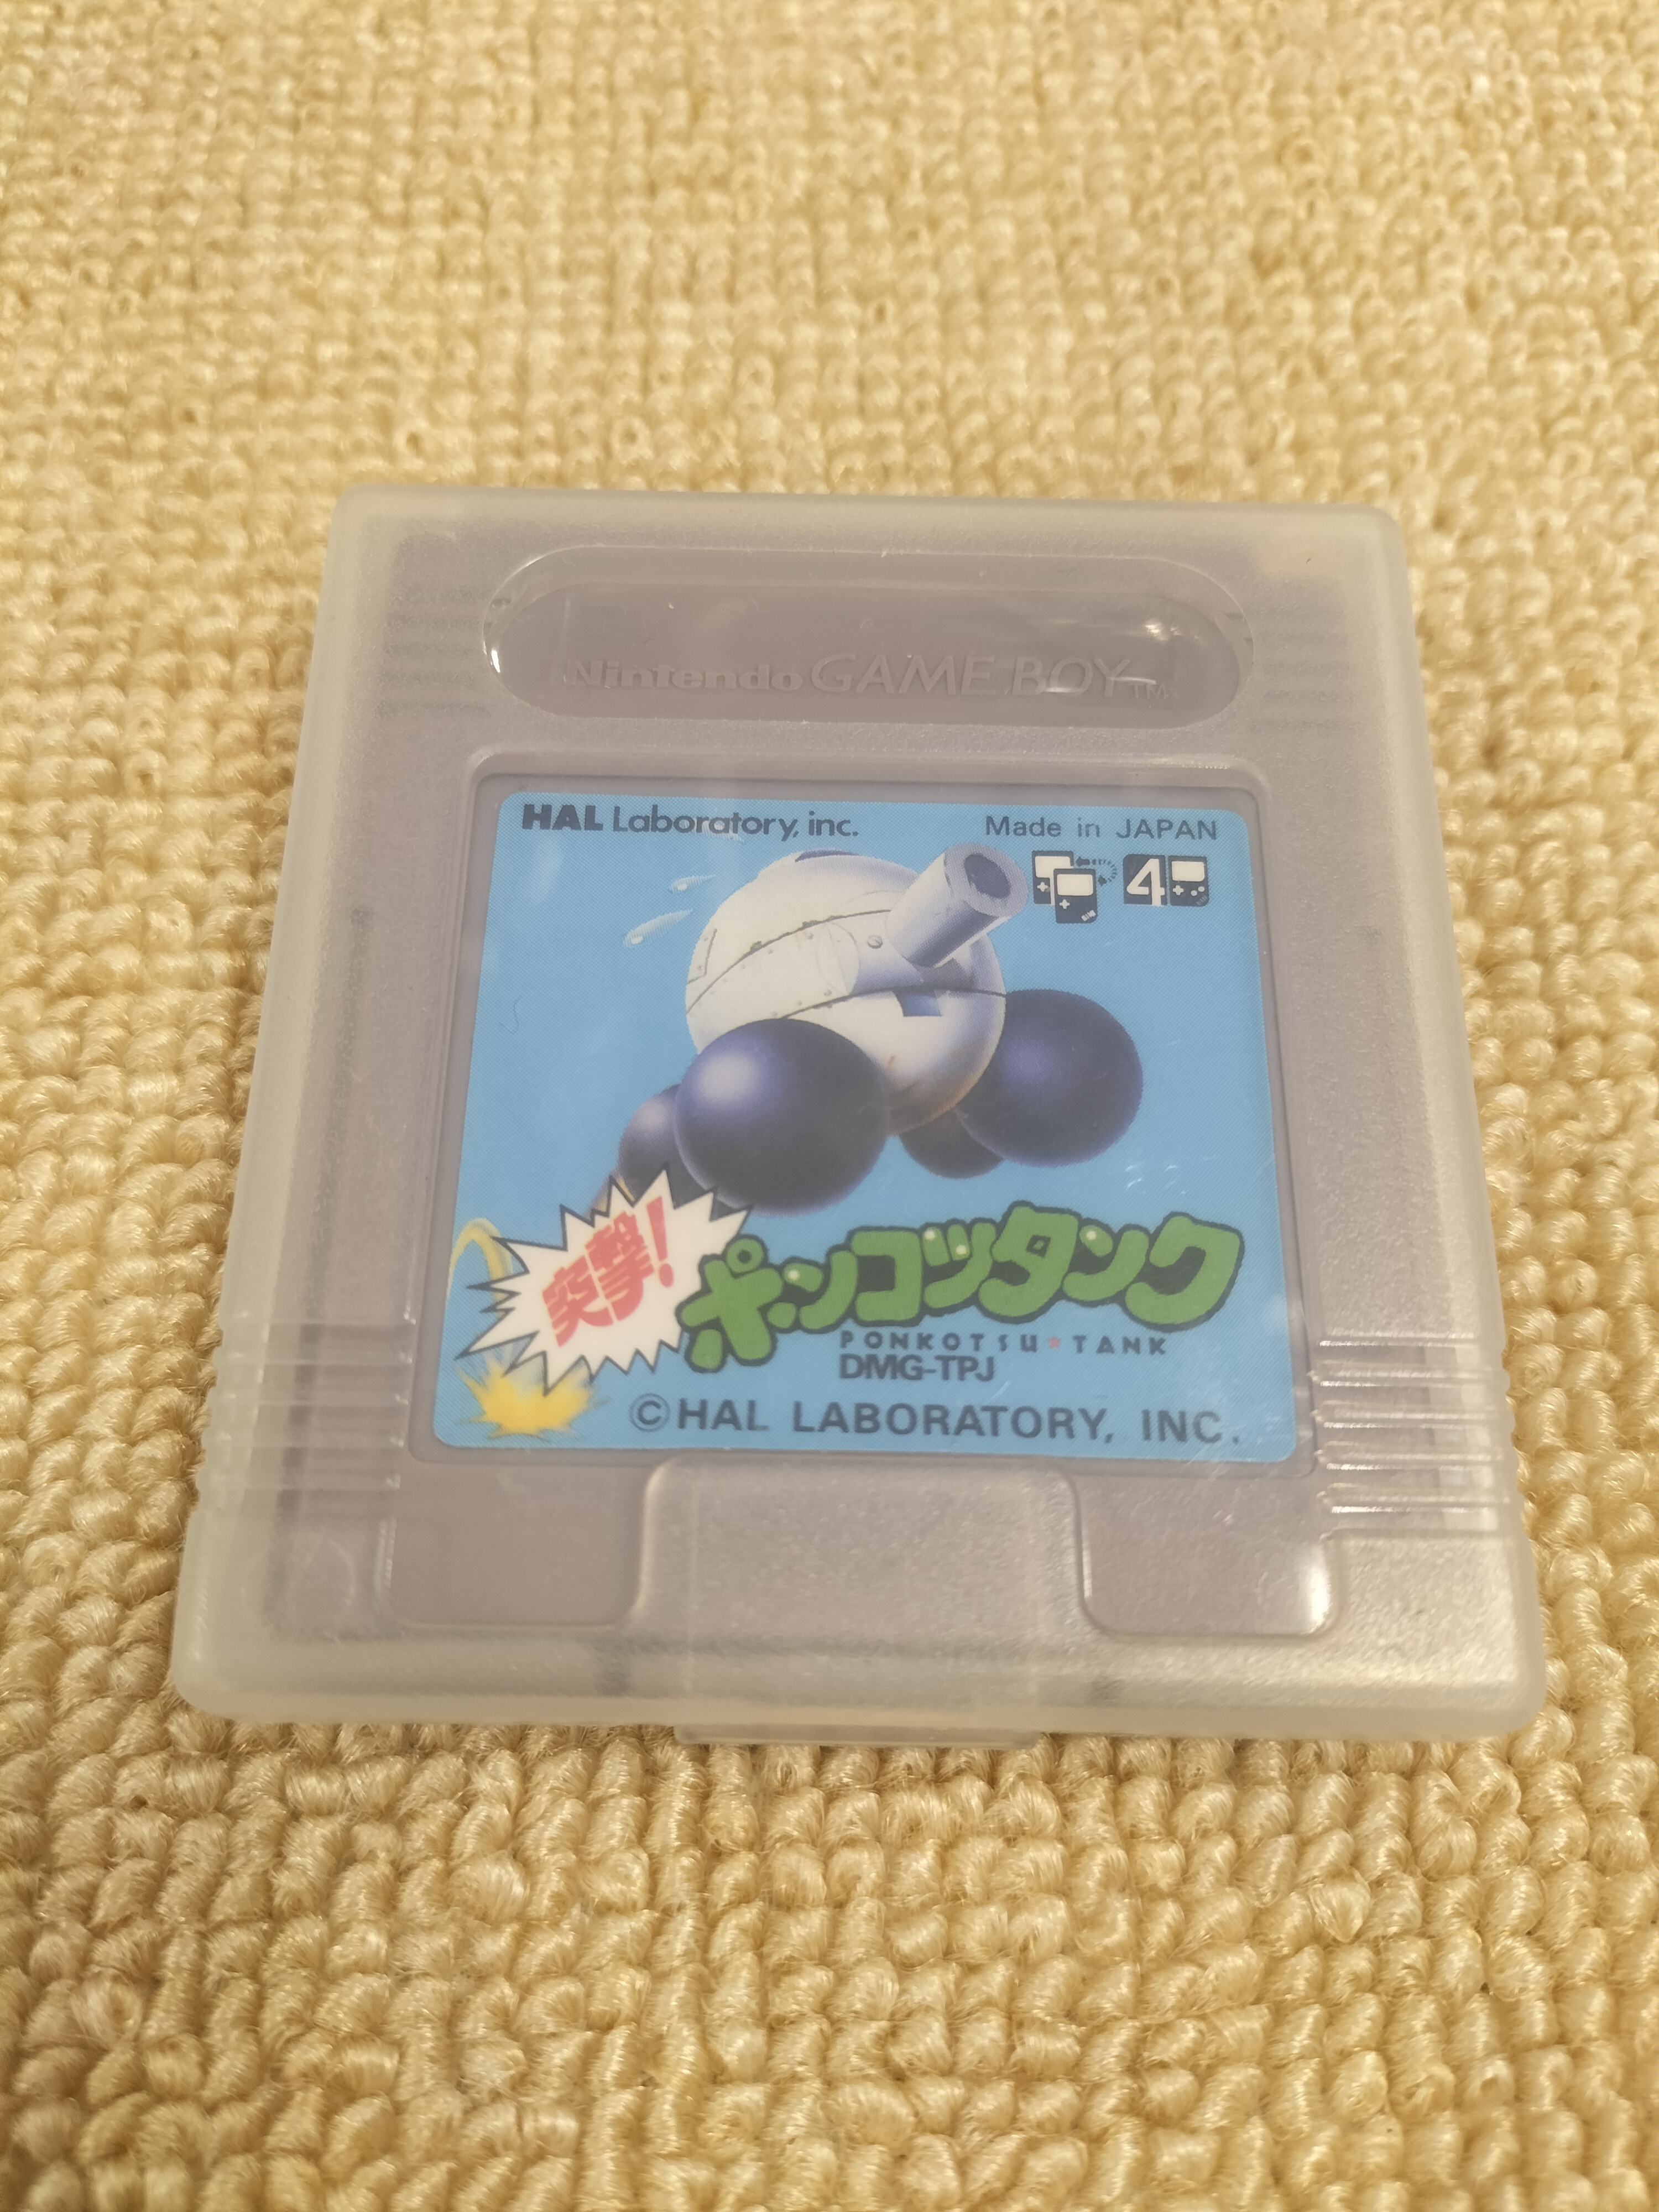 Nintendo GAME BOY TM
HAL Laboratory, inc.
Made in JAPAN
4
突撃!
ポンコツタンク
PONKOTSU*TANK
DMG-TPJ
©HAL LABORATORY, INC.